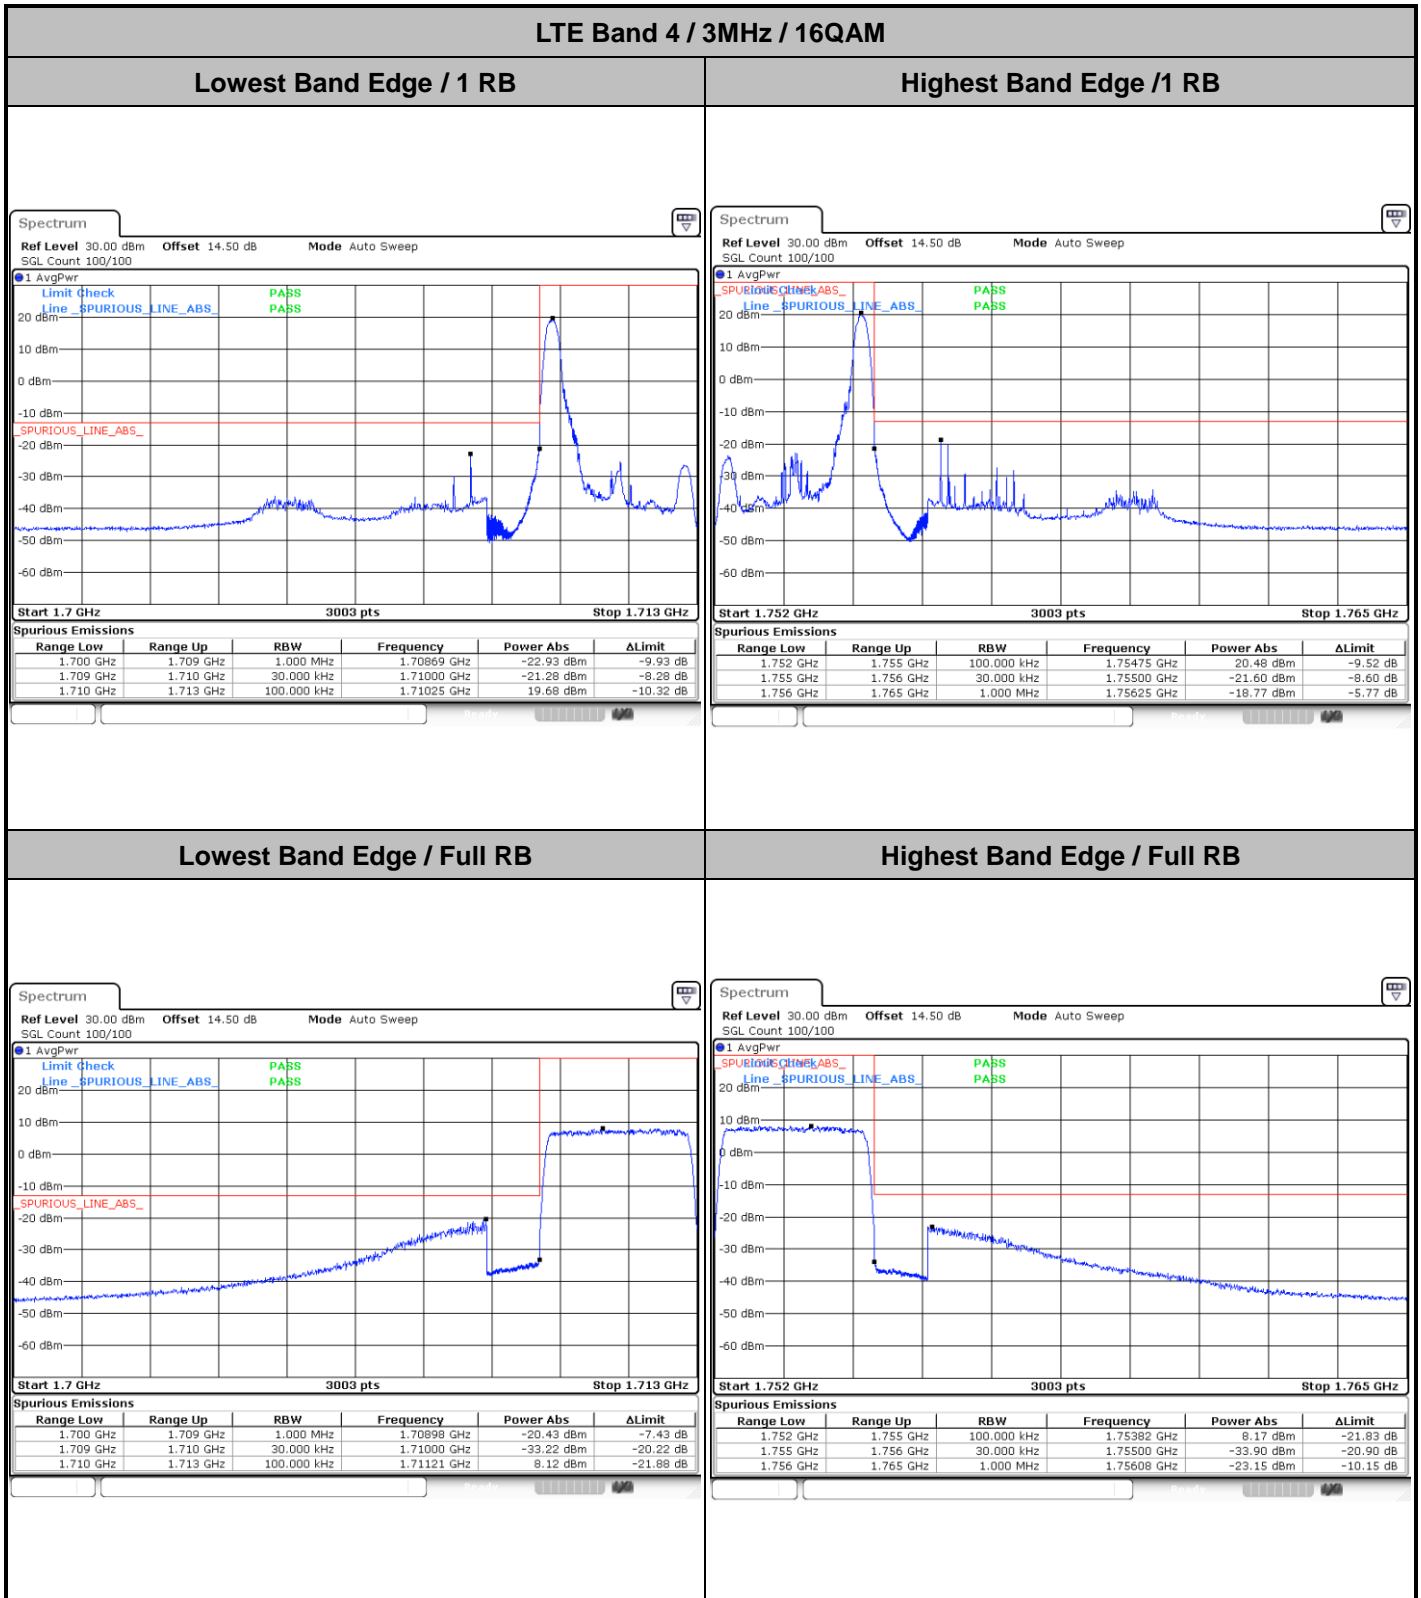 LTE Band 4 / 3MHz / 16QAM
Lowest Band Edge / 1 RB
Highest Band Edge /1 RB
Spectrum
Ref Level 30.00 dBm Offset 14.50 dB Mode Auto Sweep
SGL Count 100/100
1 AvgPwr
Limit Check PASS
Line _SPURIOUS_LINE_ABS_ PASS
20 dBm
10 dBm
0 dBm
-10 dBm
_SPURIOUS_LINE_ABS_
-20 dBm
-30 dBm
-40 dBm
-50 dBm
-60 dBm
Start 1.7 GHz 3003 pts Stop 1.713 GHz
Spurious Emissions
Range Low Range Up RBW Frequency Power Abs ΔLimit
1.700 GHz 1.709 GHz 1.000 MHz 1.70869 GHz -22.93 dBm -9.93 dB
1.709 GHz 1.710 GHz 30.000 kHz 1.71000 GHz -21.28 dBm -8.28 dB
1.710 GHz 1.713 GHz 100.000 kHz 1.71025 GHz 19.68 dBm -10.32 dB
Ready
Spectrum
Ref Level 30.00 dBm Offset 14.50 dB Mode Auto Sweep
SGL Count 100/100
1 AvgPwr
_SPURIOUS_LINE_ABS_
Limit Check PASS
Line _SPURIOUS_LINE_ABS_ PASS
20 dBm
10 dBm
0 dBm
-10 dBm
-20 dBm
-30 dBm
-40 dBm
-50 dBm
-60 dBm
Start 1.752 GHz 3003 pts Stop 1.765 GHz
Spurious Emissions
Range Low Range Up RBW Frequency Power Abs ΔLimit
1.752 GHz 1.755 GHz 100.000 kHz 1.75475 GHz 20.48 dBm -9.52 dB
1.755 GHz 1.756 GHz 30.000 kHz 1.75500 GHz -21.60 dBm -8.60 dB
1.756 GHz 1.765 GHz 1.000 MHz 1.75625 GHz -18.77 dBm -5.77 dB
Ready
Lowest Band Edge / Full RB
Highest Band Edge / Full RB
Spectrum
Ref Level 30.00 dBm Offset 14.50 dB Mode Auto Sweep
SGL Count 100/100
1 AvgPwr
Limit Check PASS
Line _SPURIOUS_LINE_ABS_ PASS
20 dBm
10 dBm
0 dBm
-10 dBm
_SPURIOUS_LINE_ABS_
-20 dBm
-30 dBm
-40 dBm
-50 dBm
-60 dBm
Start 1.7 GHz 3003 pts Stop 1.713 GHz
Spurious Emissions
Range Low Range Up RBW Frequency Power Abs ΔLimit
1.700 GHz 1.709 GHz 1.000 MHz 1.70898 GHz -20.43 dBm -7.43 dB
1.709 GHz 1.710 GHz 30.000 kHz 1.71000 GHz -33.22 dBm -20.22 dB
1.710 GHz 1.713 GHz 100.000 kHz 1.71121 GHz 8.12 dBm -21.88 dB
Ready
Spectrum
Ref Level 30.00 dBm Offset 14.50 dB Mode Auto Sweep
SGL Count 100/100
1 AvgPwr
_SPURIOUS_LINE_ABS_
Limit Check PASS
Line _SPURIOUS_LINE_ABS_ PASS
20 dBm
10 dBm
0 dBm
-10 dBm
-20 dBm
-30 dBm
-40 dBm
-50 dBm
-60 dBm
Start 1.752 GHz 3003 pts Stop 1.765 GHz
Spurious Emissions
Range Low Range Up RBW Frequency Power Abs ΔLimit
1.752 GHz 1.755 GHz 100.000 kHz 1.75382 GHz 8.17 dBm -21.83 dB
1.755 GHz 1.756 GHz 30.000 kHz 1.75500 GHz -33.90 dBm -20.90 dB
1.756 GHz 1.765 GHz 1.000 MHz 1.75608 GHz -23.15 dBm -10.15 dB
Ready